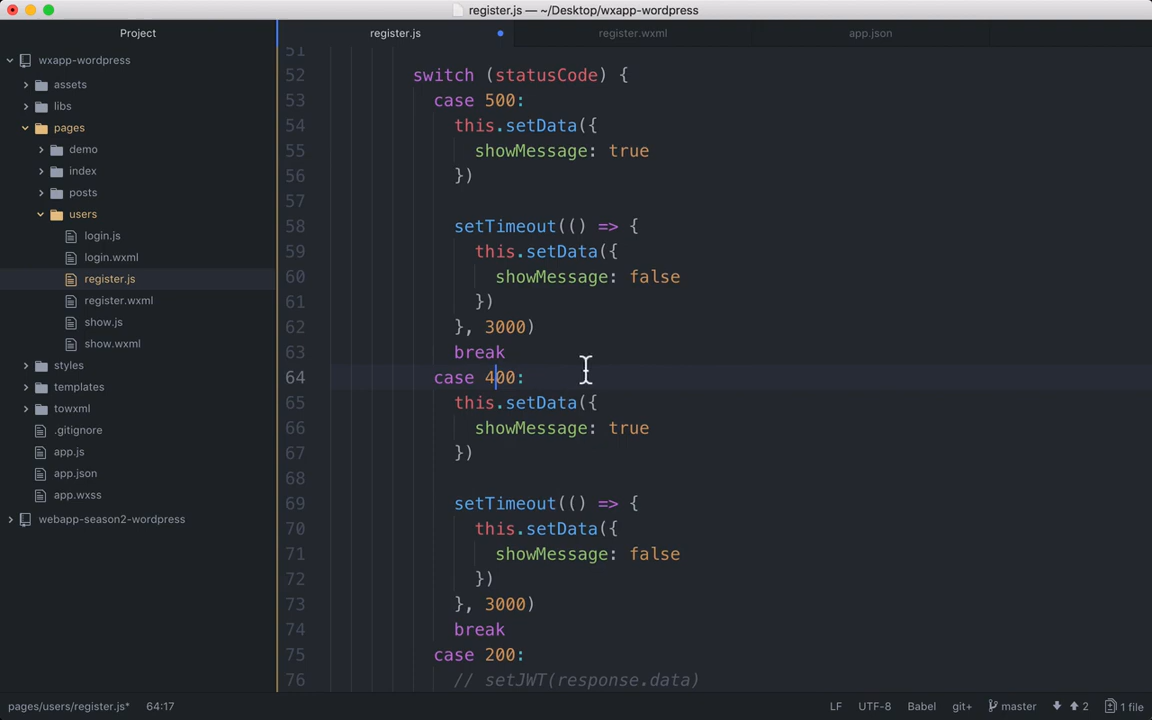 register.js — ~/Desktop/wxapp-wordpress
Project
register.js
register.wxml
app.json
wxapp-wordpress
assets
libs
pages
demo
index
posts
users
login.js
login.wxml
register.js
register.wxml
show.js
show.wxml
styles
templates
towxml
.gitignore
app.js
app.json
app.wxss
webapp-season2-wordpress
51
52 switch (statusCode) {
53 case 500:
54 this.setData({
55 showMessage: true
56 })
57
58 setTimeout(() => {
59 this.setData({
60 showMessage: false
61 })
62 }, 3000)
63 break
64 case 400:
65 this.setData({
66 showMessage: true
67 })
68
69 setTimeout(() => {
70 this.setData({
71 showMessage: false
72 })
73 }, 3000)
74 break
75 case 200:
76 // setJWT(response.data)
pages/users/register.js* 64:17 LF UTF-8 Babel git+ master 2 1 file